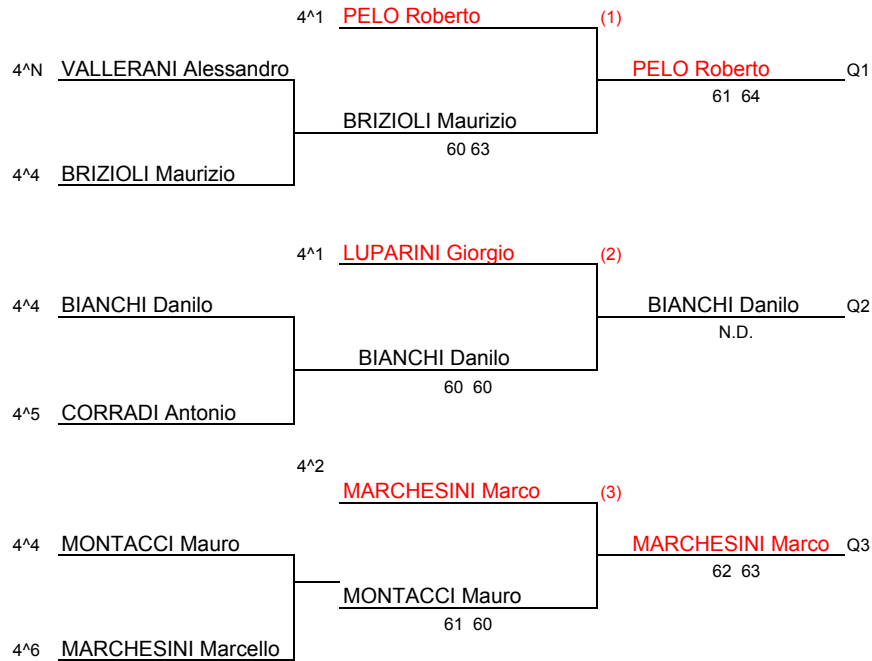 4^1 PELO Roberto (1)
4^N VALLERANI Alessandro PELO Roberto Q1
61 64
BRIZIOLI Maurizio
60 63
4^4 BRIZIOLI Maurizio
4^1 LUPARINI Giorgio (2)
4^4 BIANCHI Danilo BIANCHI Danilo Q2
N.D.
BIANCHI Danilo
60 60
4^5 CORRADI Antonio
4^2
MARCHESINI Marco (3)
4^4 MONTACCI Mauro MARCHESINI Marco Q3
62 63
MONTACCI Mauro
61 60
4^6 MARCHESINI Marcello